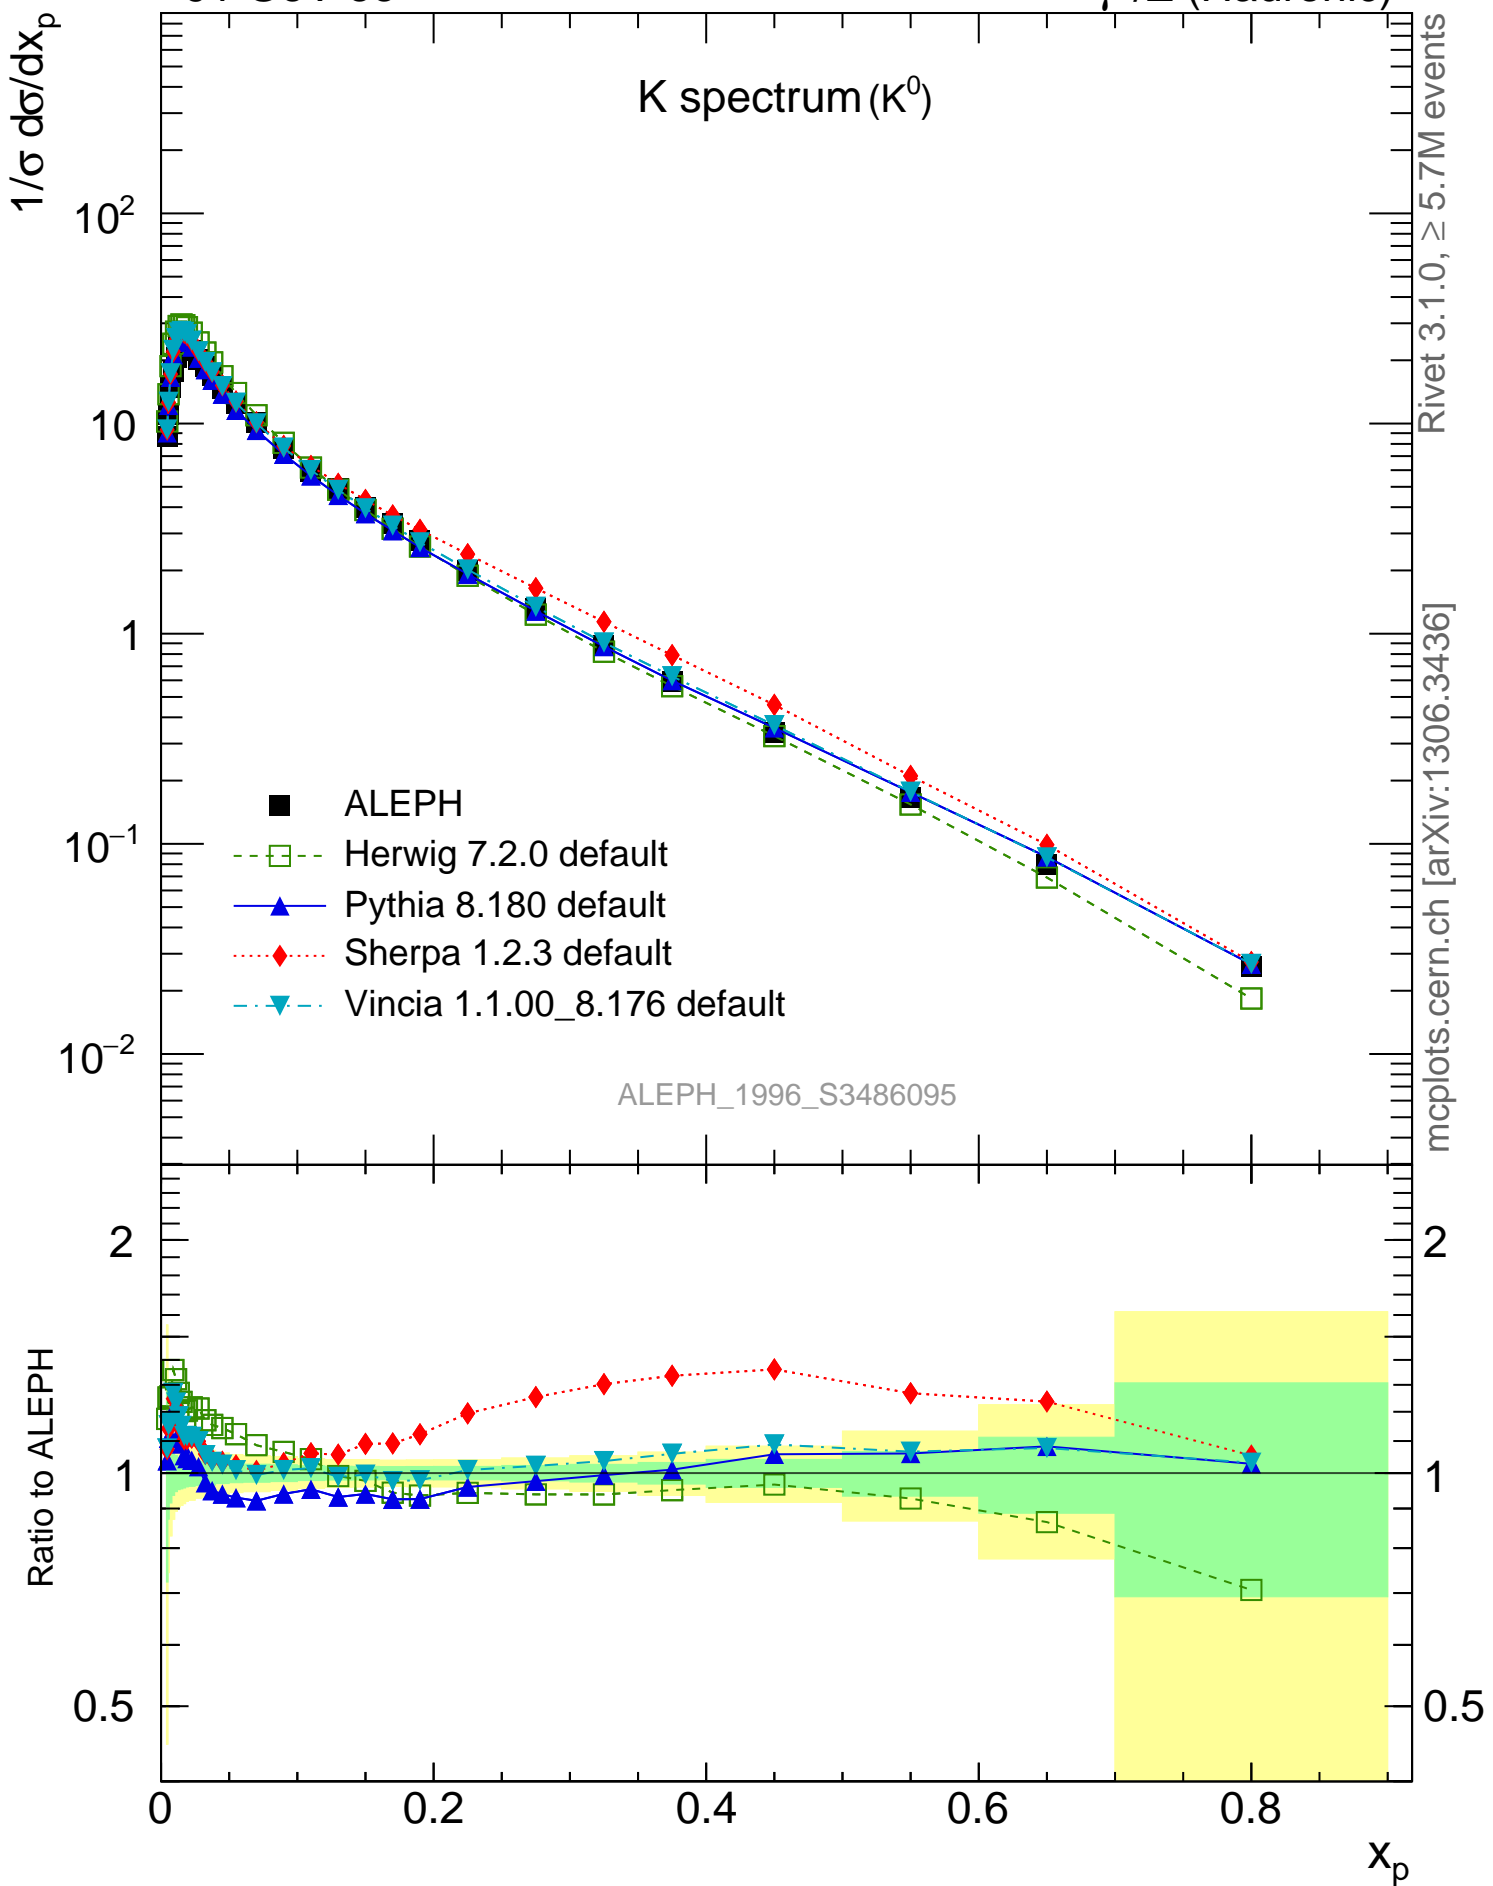 1/σ dσ/dx_p
K spectrum (K⁰)
10²
10
1
10⁻¹
10⁻²
ALEPH
Herwig 7.2.0 default
Pythia 8.180 default
Sherpa 1.2.3 default
Vincia 1.1.00_8.176 default
ALEPH_1996_S3486095
Rivet 3.1.0, ≥ 5.7M events
mcplots.cern.ch [arXiv:1306.3436]
Ratio to ALEPH
2
1
0.5
2
1
0.5
0
0.2
0.4
0.6
0.8
x_p